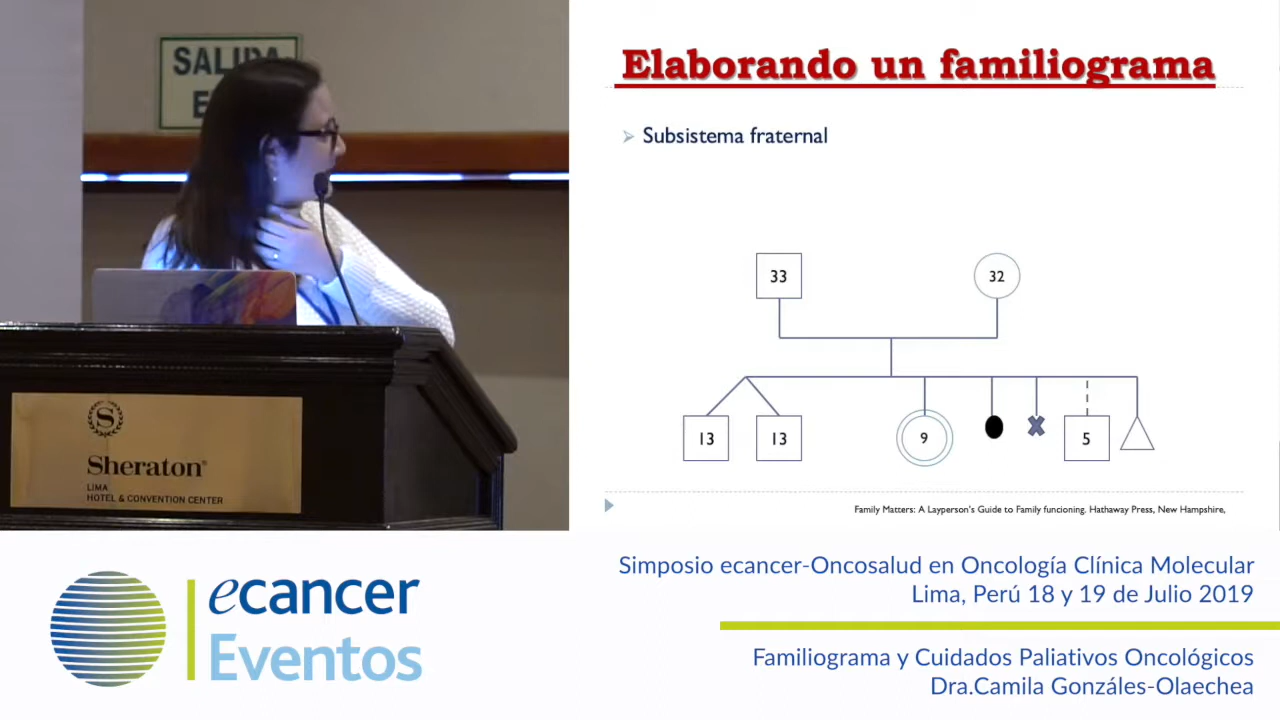 SALIDA
E
Elaborando un familiograma
Subsistema fraternal
33
32
13
13
9
5
Family Matters: A Layperson's Guide to Family funcioning. Hathaway Press, New Hampshire,
S
Sheraton®
LIMA
HOTEL & CONVENTION CENTER
ecancer
Eventos
Simposio ecancer-Oncosalud en Oncología Clínica Molecular
Lima, Perú 18 y 19 de Julio 2019
Familiograma y Cuidados Paliativos Oncológicos
Dra.Camila Gonzáles-Olaechea